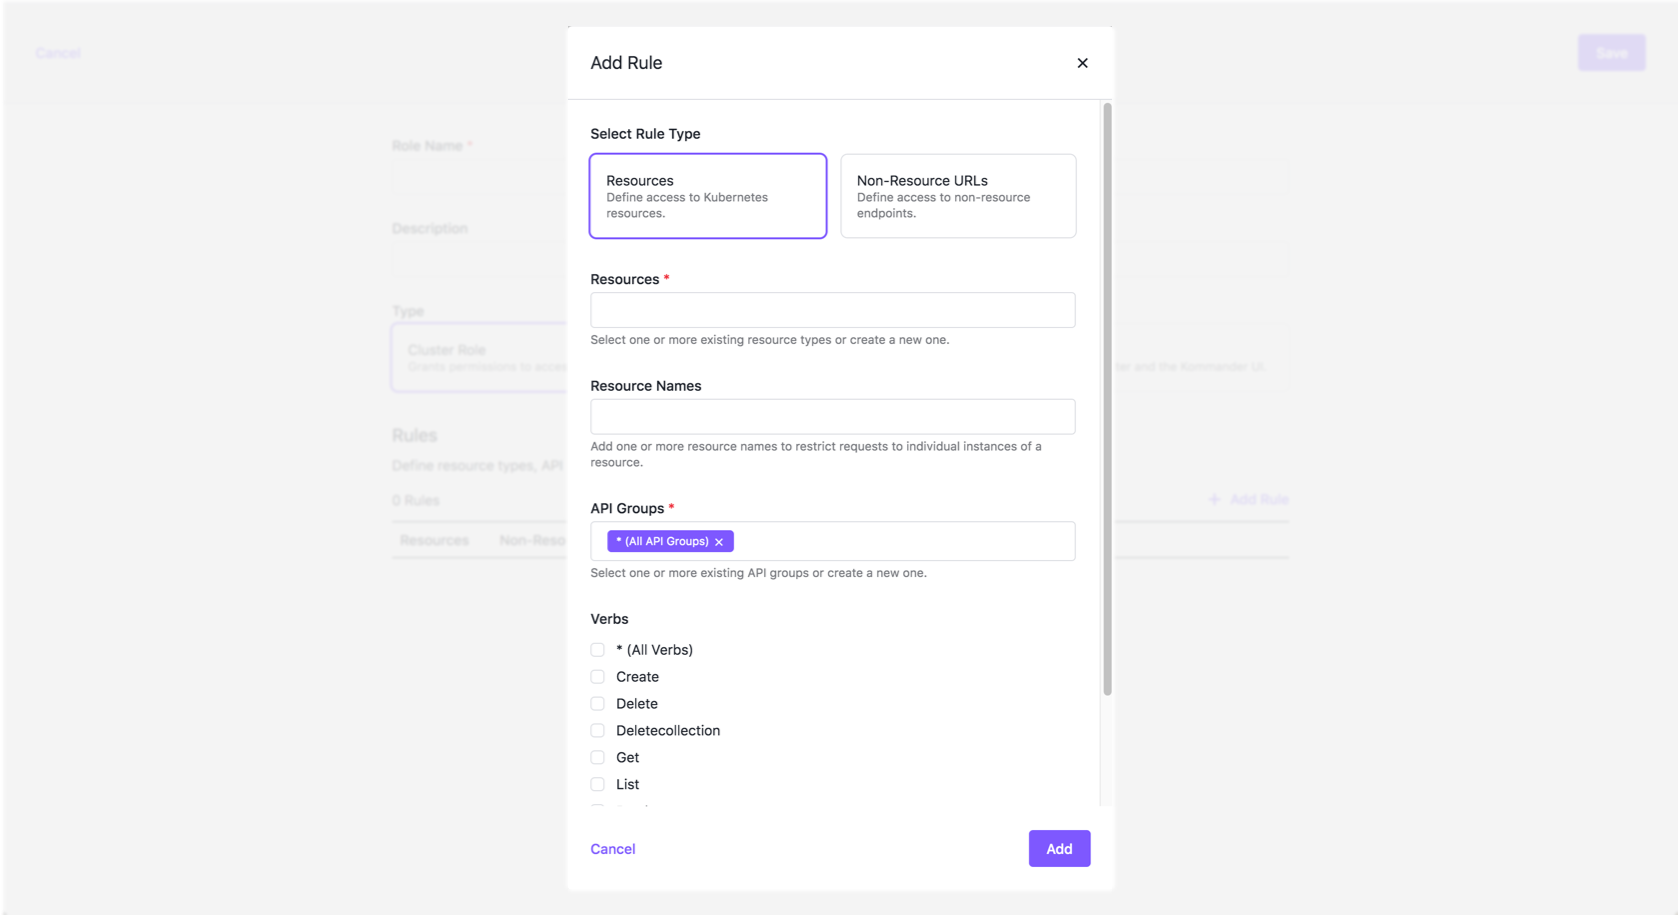 Cancel
Save
Role Name *
Description
Type
Cluster Role
Grants permissions to acces
ter and the Kommander UI.
Rules
Define resource types, API
0 Rules
+ Add Rule
Resources Non-Reso
Add Rule
Select Rule Type
Resources
Define access to Kubernetes
resources.
Non-Resource URLs
Define access to non-resource
endpoints.
Resources *
Select one or more existing resource types or create a new one.
Resource Names
Add one or more resource names to restrict requests to individual instances of a
resource.
API Groups *
* (All API Groups)
Select one or more existing API groups or create a new one.
Verbs
* (All Verbs)
Create
Delete
Deletecollection
Get
List
Cancel
Add